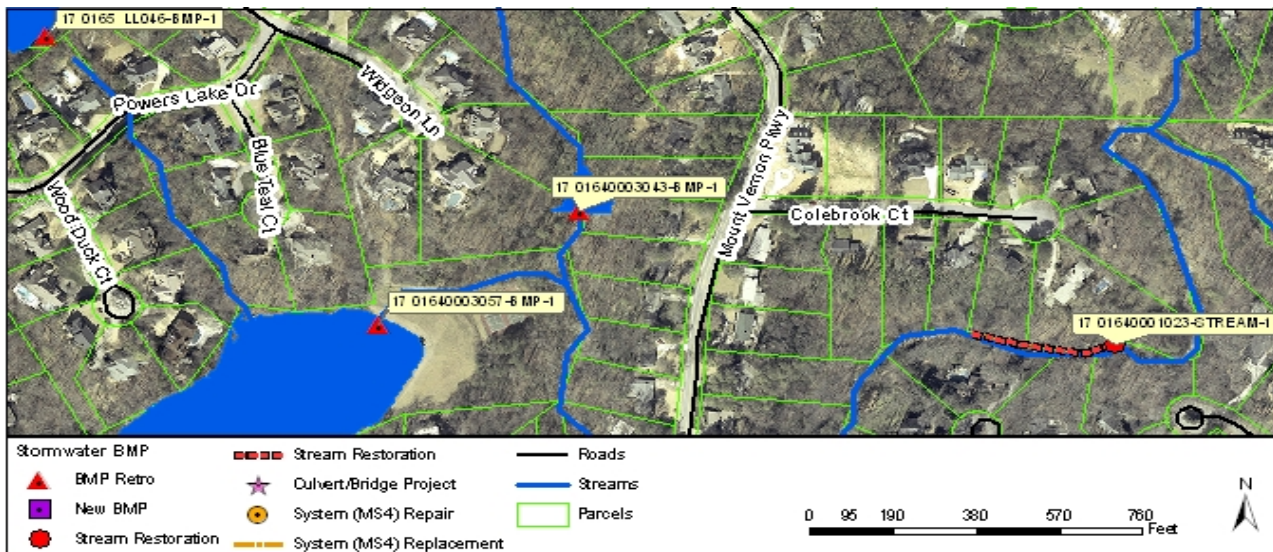 17 0165 LL046-BMP-1
Powers Lake Dr
Widgeon Ln
Blue Teal Ct
Wood Duck Ct
17 01640003043-BMP-1
17 01640003057-BMP-1
Mount Vernon Pkwy
Colebrook Ct
17 01640001023-STREAM-1
Stormwater BMP
BMP Retro
New BMP
Stream Restoration
Stream Restoration
Culvert/Bridge Project
System (MS4) Repair
System (MS4) Replacement
Roads
Streams
Parcels
0 95 190 380 570 760
Feet
N